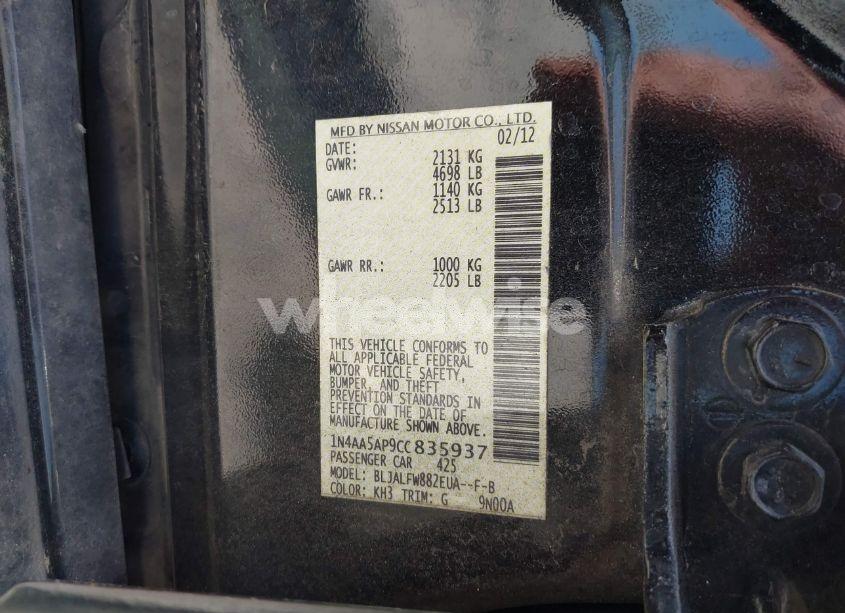 MFD BY NISSAN MOTOR CO., LTD.
DATE: 02/12
GVWR: 2131 KG
4698 LB
GAWR FR.: 1140 KG
2513 LB
GAWR RR.: 1000 KG
2205 LB
wheelwise
THIS VEHICLE CONFORMS TO
ALL APPLICABLE FEDERAL
MOTOR VEHICLE SAFETY,
BUMPER, AND THEFT
PREVENTION STANDARDS IN
EFFECT ON THE DATE OF
MANUFACTURE SHOWN ABOVE.
1N4AA5AP9CC835937
PASSENGER CAR 425
MODEL: BLJALFW882EUA--F-B
COLOR: KH3 TRIM: G 9N00A